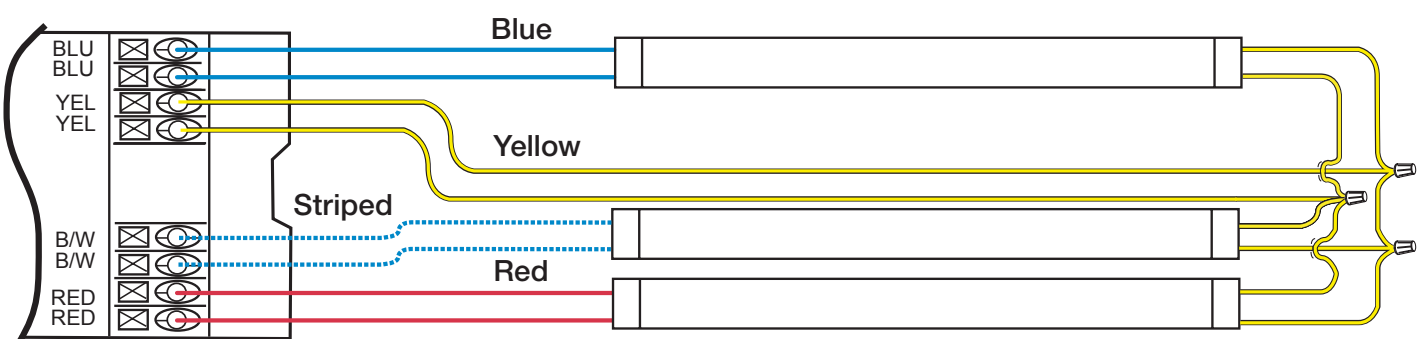 Blue
BLU
BLU
YEL
YEL
Yellow
Striped
B/W
B/W
Red
RED
RED